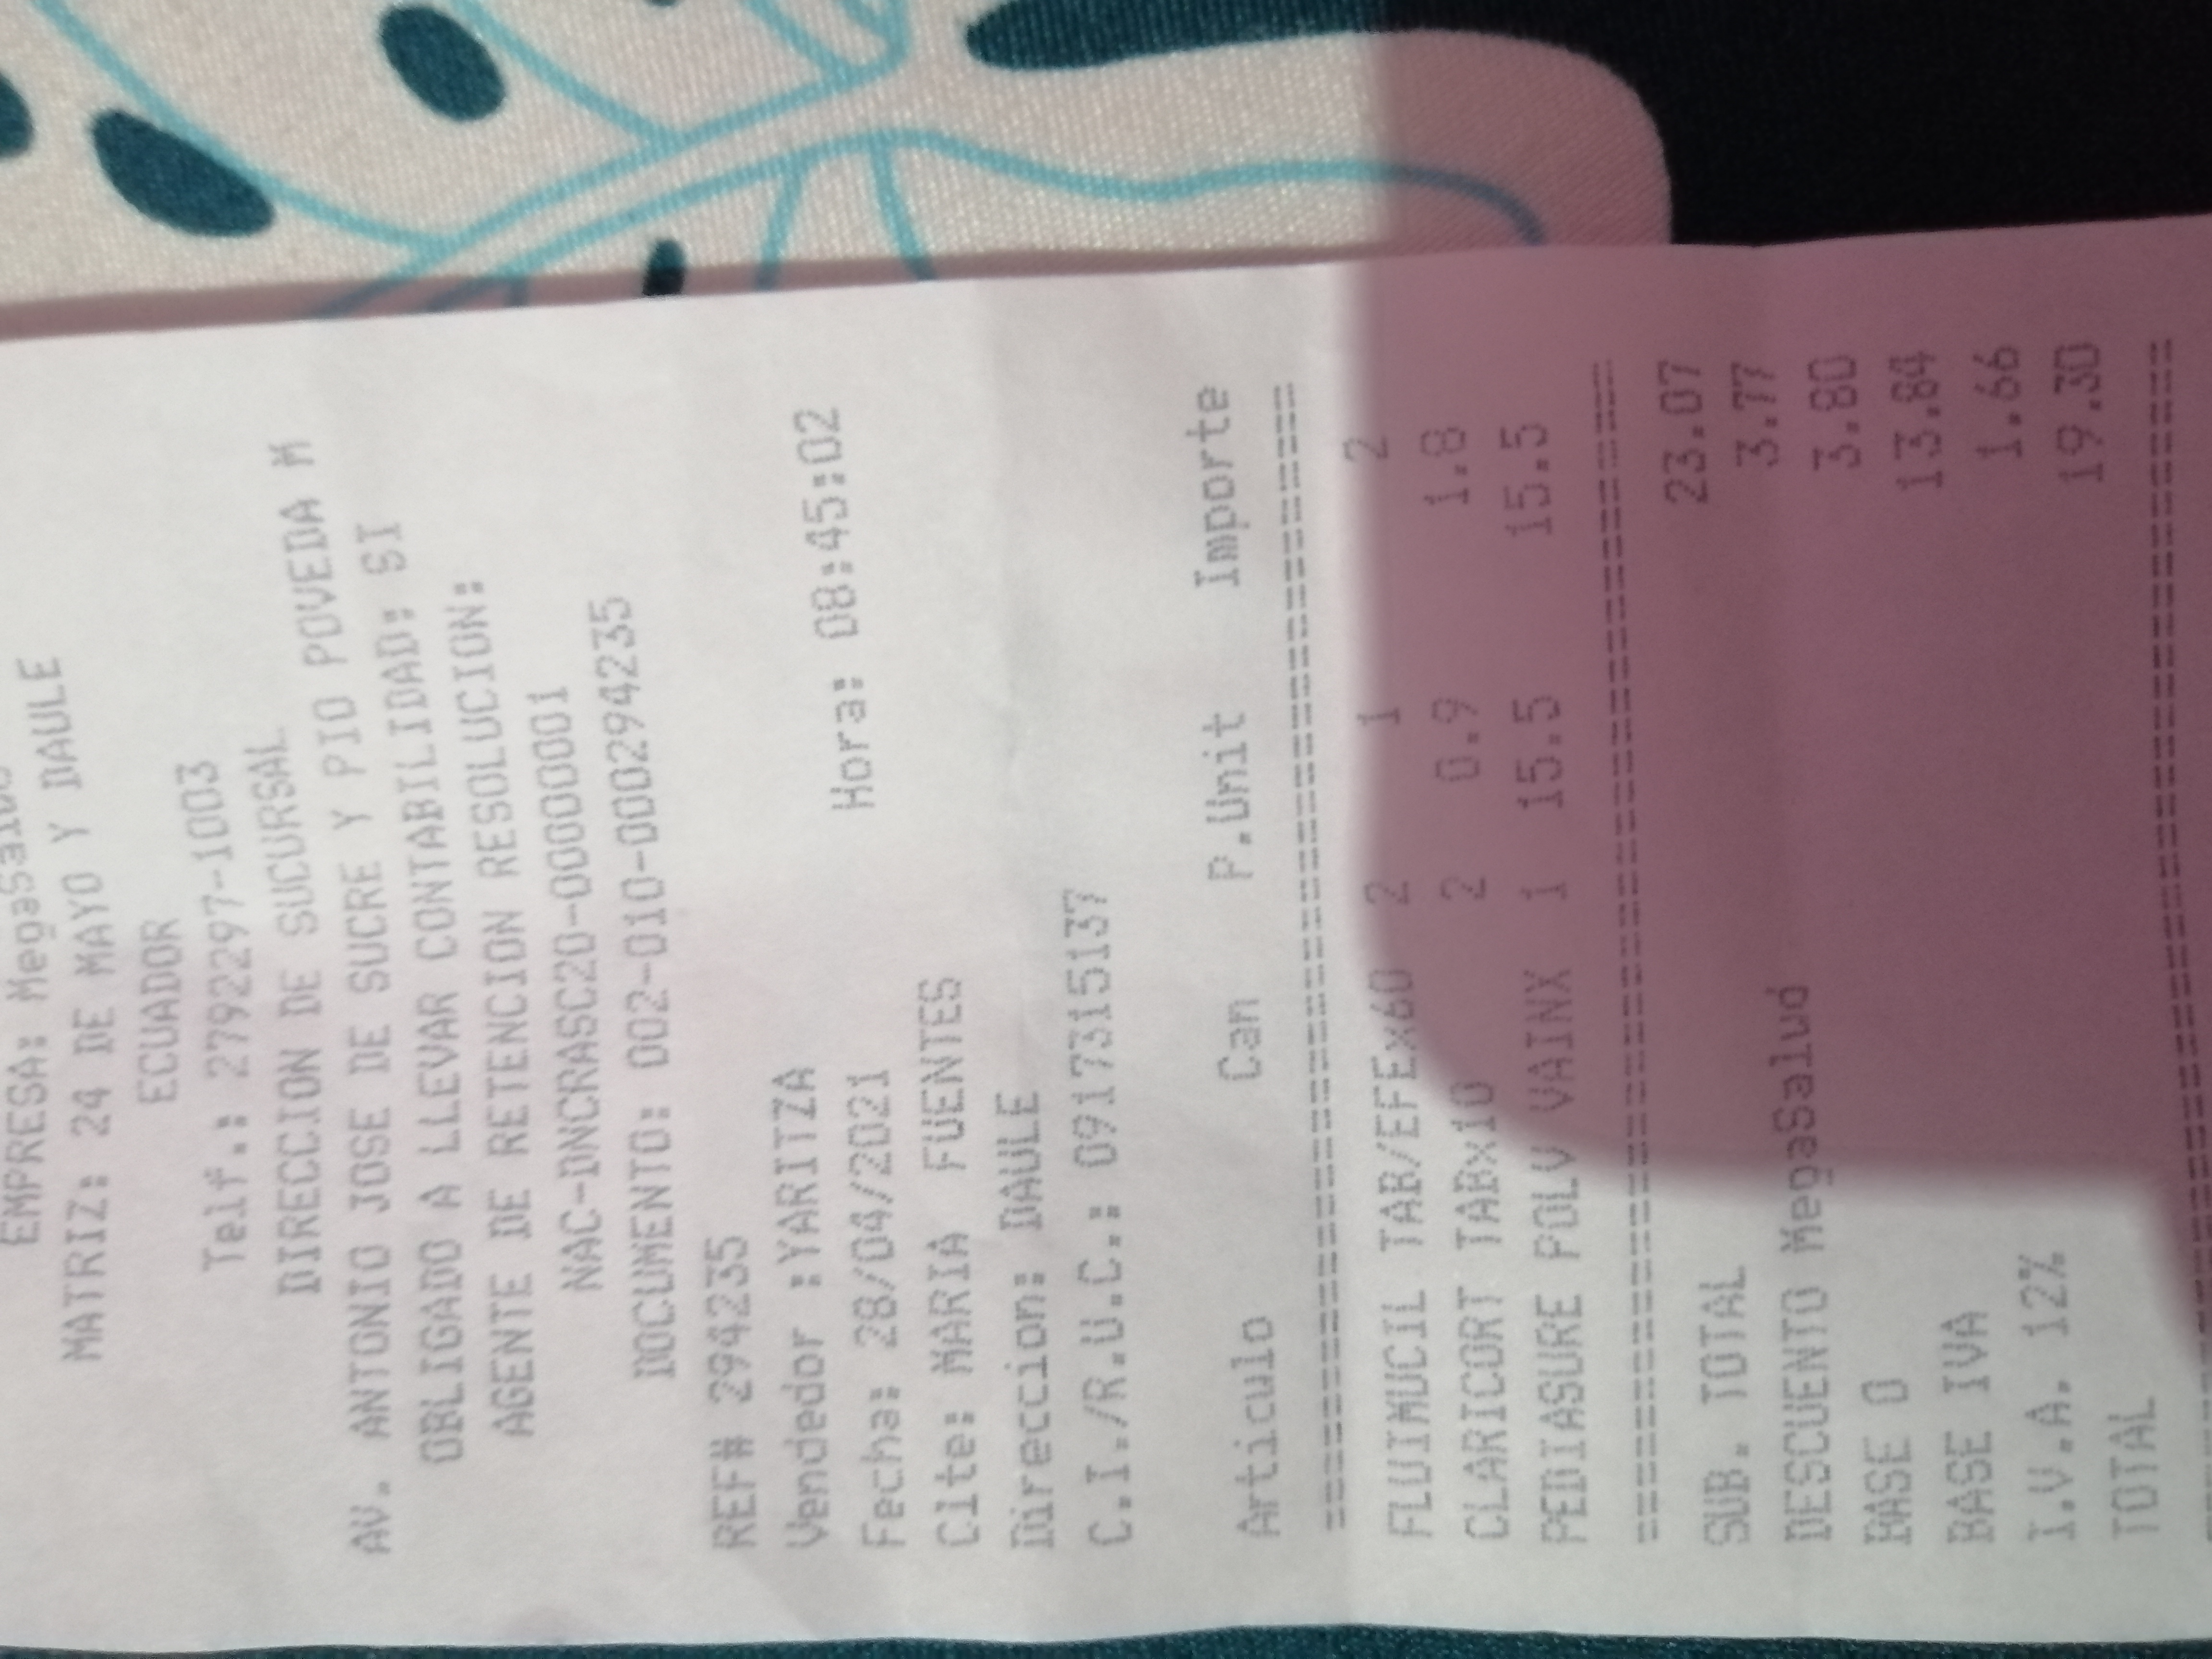 EMPRESA: MegaSalud
MATRIZ: 24 DE MAYO Y DAULE
ECUADOR
Telf.: 2792297-1003
DIRECCION DE SUCURSAL
AV. ANTONIO JOSE DE SUCRE Y PIO POVEDA M
OBLIGADO A LLEVAR CONTABILIDAD: SI
AGENTE DE RETENCION RESOLUCION:
NAC-DNCRASC20-00000001
DOCUMENTO: 002-010-000294235
REF# 294235
Vendedor :YARITZA
Fecha: 28/04/2021 Hora: 08:45:02
Clte: MARIA FUENTES
Direccion: DAULE
C.I./R.U.C.: 0917315137
Articulo Can P.Unit Importe
FLUIMUCIL TAB/EFEx60 2 1 2
CLARICORT TABx10 2 0.9 1.8
PEDIASURE POLV VAINX 1 15.5 15.5
SUB. TOTAL 23.07
DESCUENTO MegaSalud 3.77
BASE 0 3.80
BASE IVA 13.84
I.V.A. 12% 1.66
TOTAL 19.30